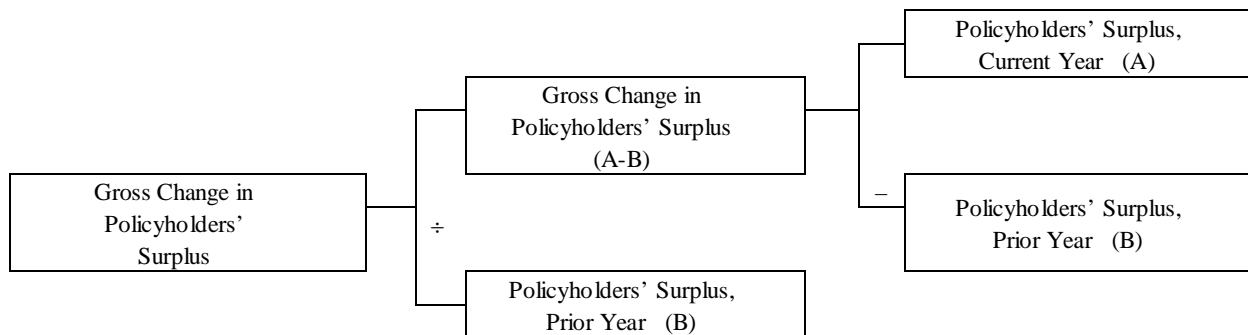 Policyholders’ Surplus,
Current Year (A)
Gross Change in
Policyholders’ Surplus
(A-B)
Gross Change in
Policyholders’
Surplus
÷
–
Policyholders’ Surplus,
Prior Year (B)
Policyholders’ Surplus,
Prior Year (B)